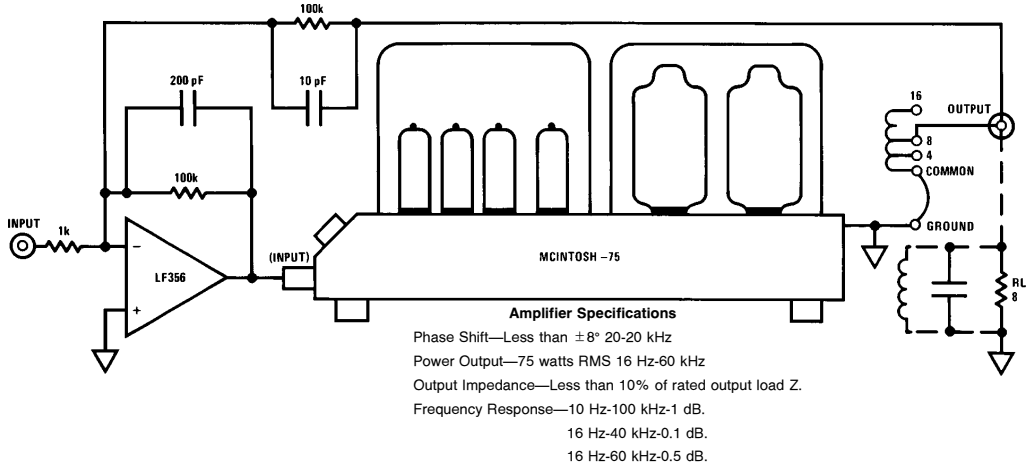 100k
200 pF
10 pF
16
OUTPUT
8
4
COMMON
100k
INPUT
1k
−
LF356
+
(INPUT)
MCINTOSH –75
GROUND
RL
8
Amplifier Specifications
Phase Shift—Less than ±8° 20-20 kHz
Power Output—75 watts RMS 16 Hz-60 kHz
Output Impedance—Less than 10% of rated output load Z.
Frequency Response—10 Hz-100 kHz-1 dB.
16 Hz-40 kHz-0.1 dB.
16 Hz-60 kHz-0.5 dB.